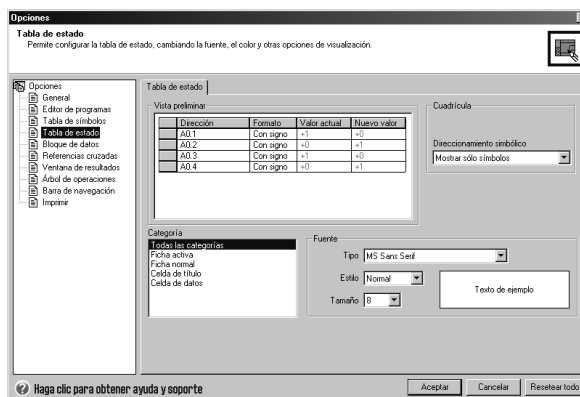 Opciones
Tabla de estado
Permite configurar la tabla de estado, cambiando la fuente, el color y otras opciones de visualización.
Opciones
General
Editor de programas
Tabla de símbolos
Tabla de estado
Bloque de datos
Referencias cruzadas
Ventana de resultados
Árbol de operaciones
Barra de navegación
Imprimir
Tabla de estado
Vista preliminar
Dirección Formato Valor actual Nuevo valor
A0.1 Con signo +1 +0
A0.2 Con signo +0 +1
A0.3 Con signo +1 +0
A0.4 Con signo +0 +1
Cuadrícula
Direccionamiento simbólico
Mostrar sólo símbolos
Categoría
Todas las categorías
Ficha activa
Ficha normal
Celda de título
Celda de datos
Fuente
Tipo MS Sans Serif
Estilo Normal
Tamaño 8
Texto de ejemplo
Haga clic para obtener ayuda y soporte
Aceptar Cancelar Resetear todo